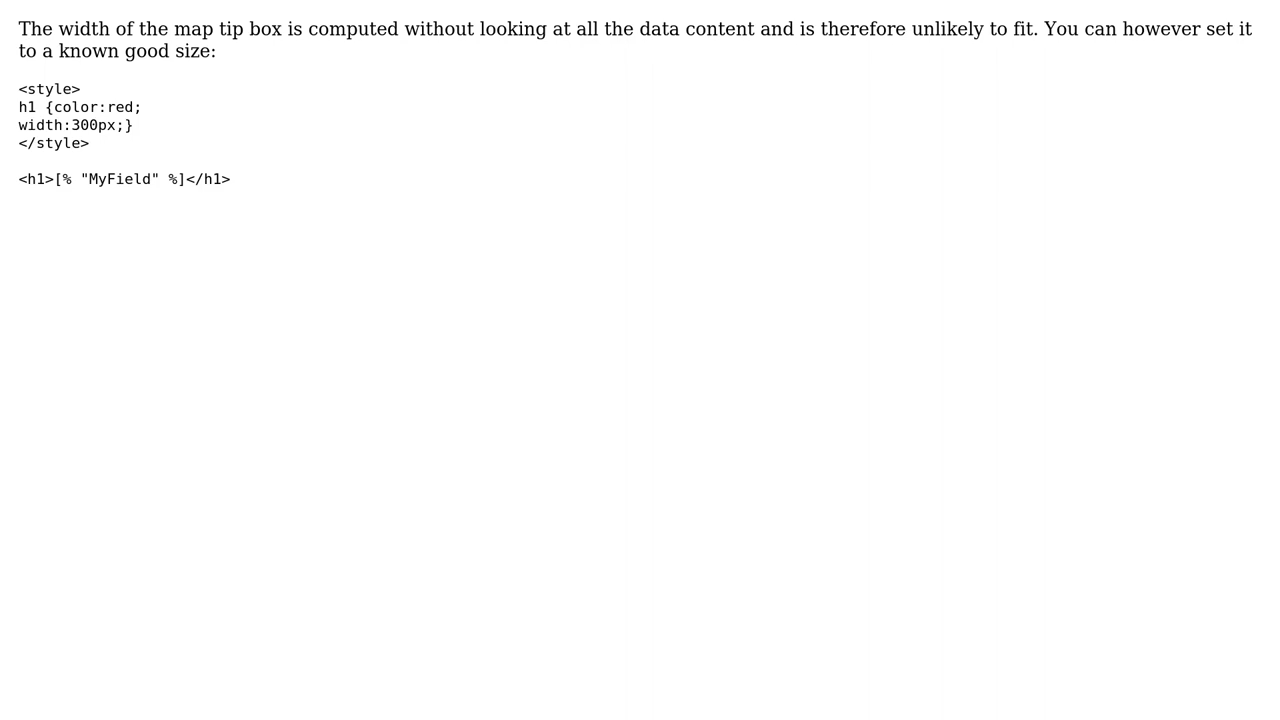 The width of the map tip box is computed without looking at all the data content and is therefore unlikely to fit. You can however set it
to a known good size:
<style>
h1 {color:red;
width:300px;}
</style>
<h1>[% "MyField" %]</h1>